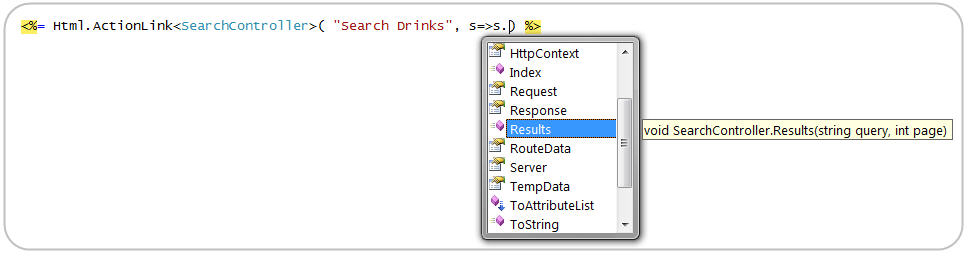 <%= Html.ActionLink<SearchController>( "Search Drinks", s=>s.) %>
HttpContext
Index
Request
Response
Results
void SearchController.Results(string query, int page)
RouteData
Server
TempData
ToAttributeList
ToString